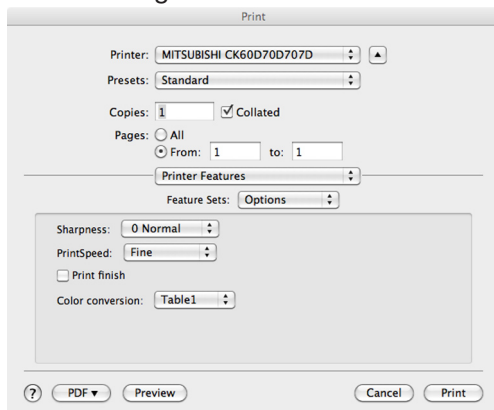 Print
Printer: MITSUBISHI CK60D70D707D
Presets: Standard
Copies: 1 Collated
Pages: All
From: 1 to: 1
Printer Features
Feature Sets: Options
Sharpness: 0 Normal
PrintSpeed: Fine
Print finish
Color conversion: Table1
? PDF▼ Preview Cancel Print